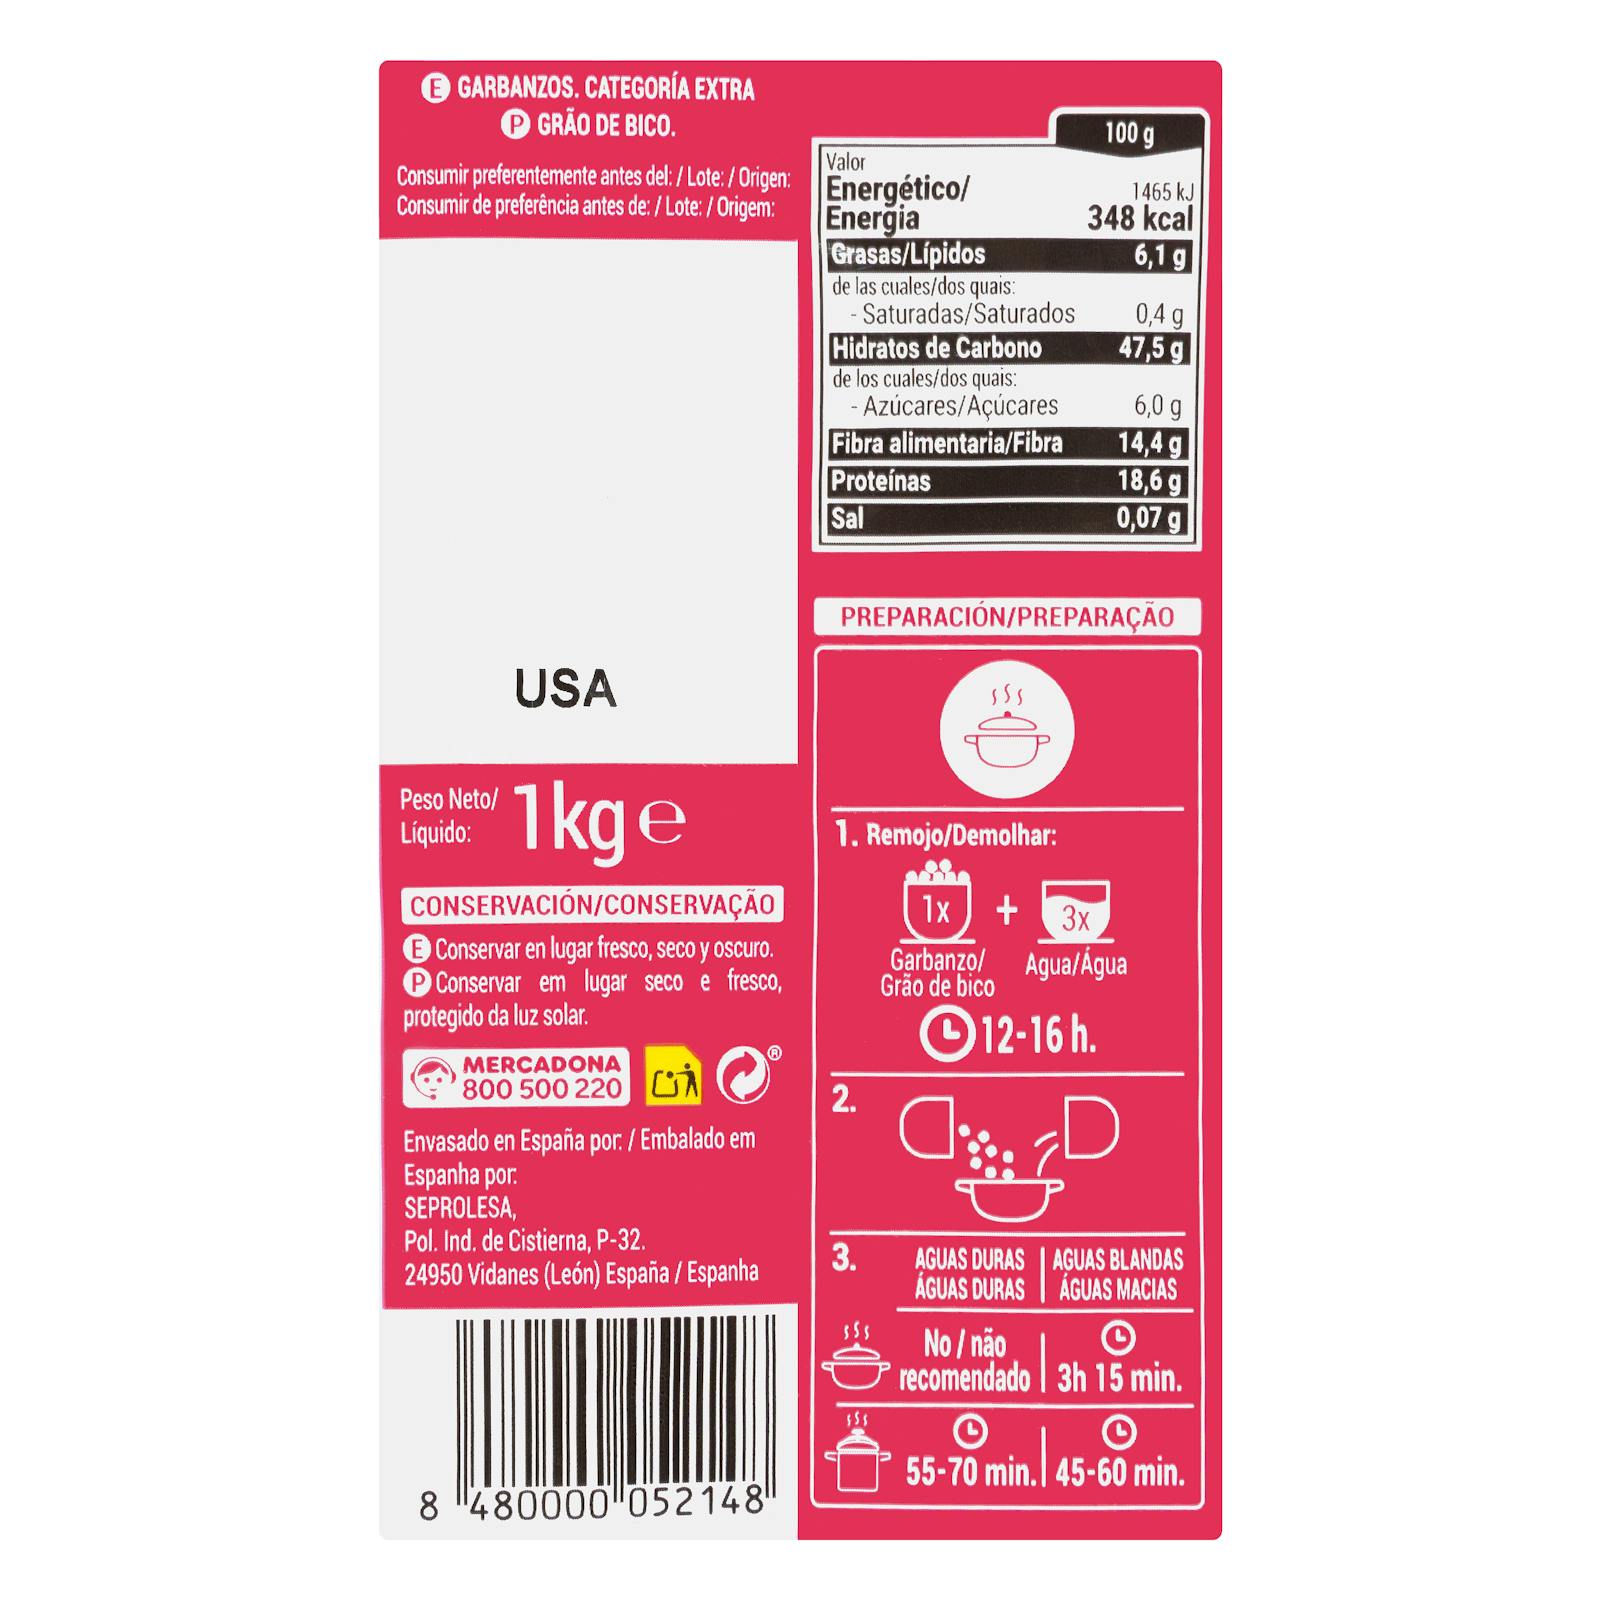 E GARBANZOS. CATEGORÍA EXTRA
P GRÃO DE BICO.
Consumir preferentemente antes del: / Lote: / Origen:
Consumir de preferência antes de: / Lote: / Origem:
USA
Peso Neto/
Líquido:
1kg e
CONSERVACIÓN/CONSERVAÇÃO
E Conservar en lugar fresco, seco y oscuro.
P Conservar em lugar seco e fresco,
protegido da luz solar.
MERCADONA
800 500 220
®
Envasado en España por: / Embalado em
Espanha por:
SEPROLESA,
Pol. Ind. de Cistierna, P-32.
24950 Vidanes (León) España / Espanha
8 480000 052148
100 g
Valor
Energético/ 1465 kJ
Energia 348 kcal
Grasas/Lípidos 6,1 g
de las cuales/dos quais:
- Saturadas/Saturados 0,4 g
Hidratos de Carbono 47,5 g
de los cuales/dos quais:
- Azúcares/Açúcares 6,0 g
Fibra alimentaria/Fibra 14,4 g
Proteínas 18,6 g
Sal 0,07 g
PREPARACIÓN/PREPARAÇÃO
1. Remojo/Demolhar:
1x + 3x
Garbanzo/ Agua/Água
Grão de bico
12-16 h.
2.
3. AGUAS DURAS AGUAS BLANDAS
ÁGUAS DURAS ÁGUAS MACIAS
No / não
recomendado 3h 15 min.
55-70 min. 45-60 min.